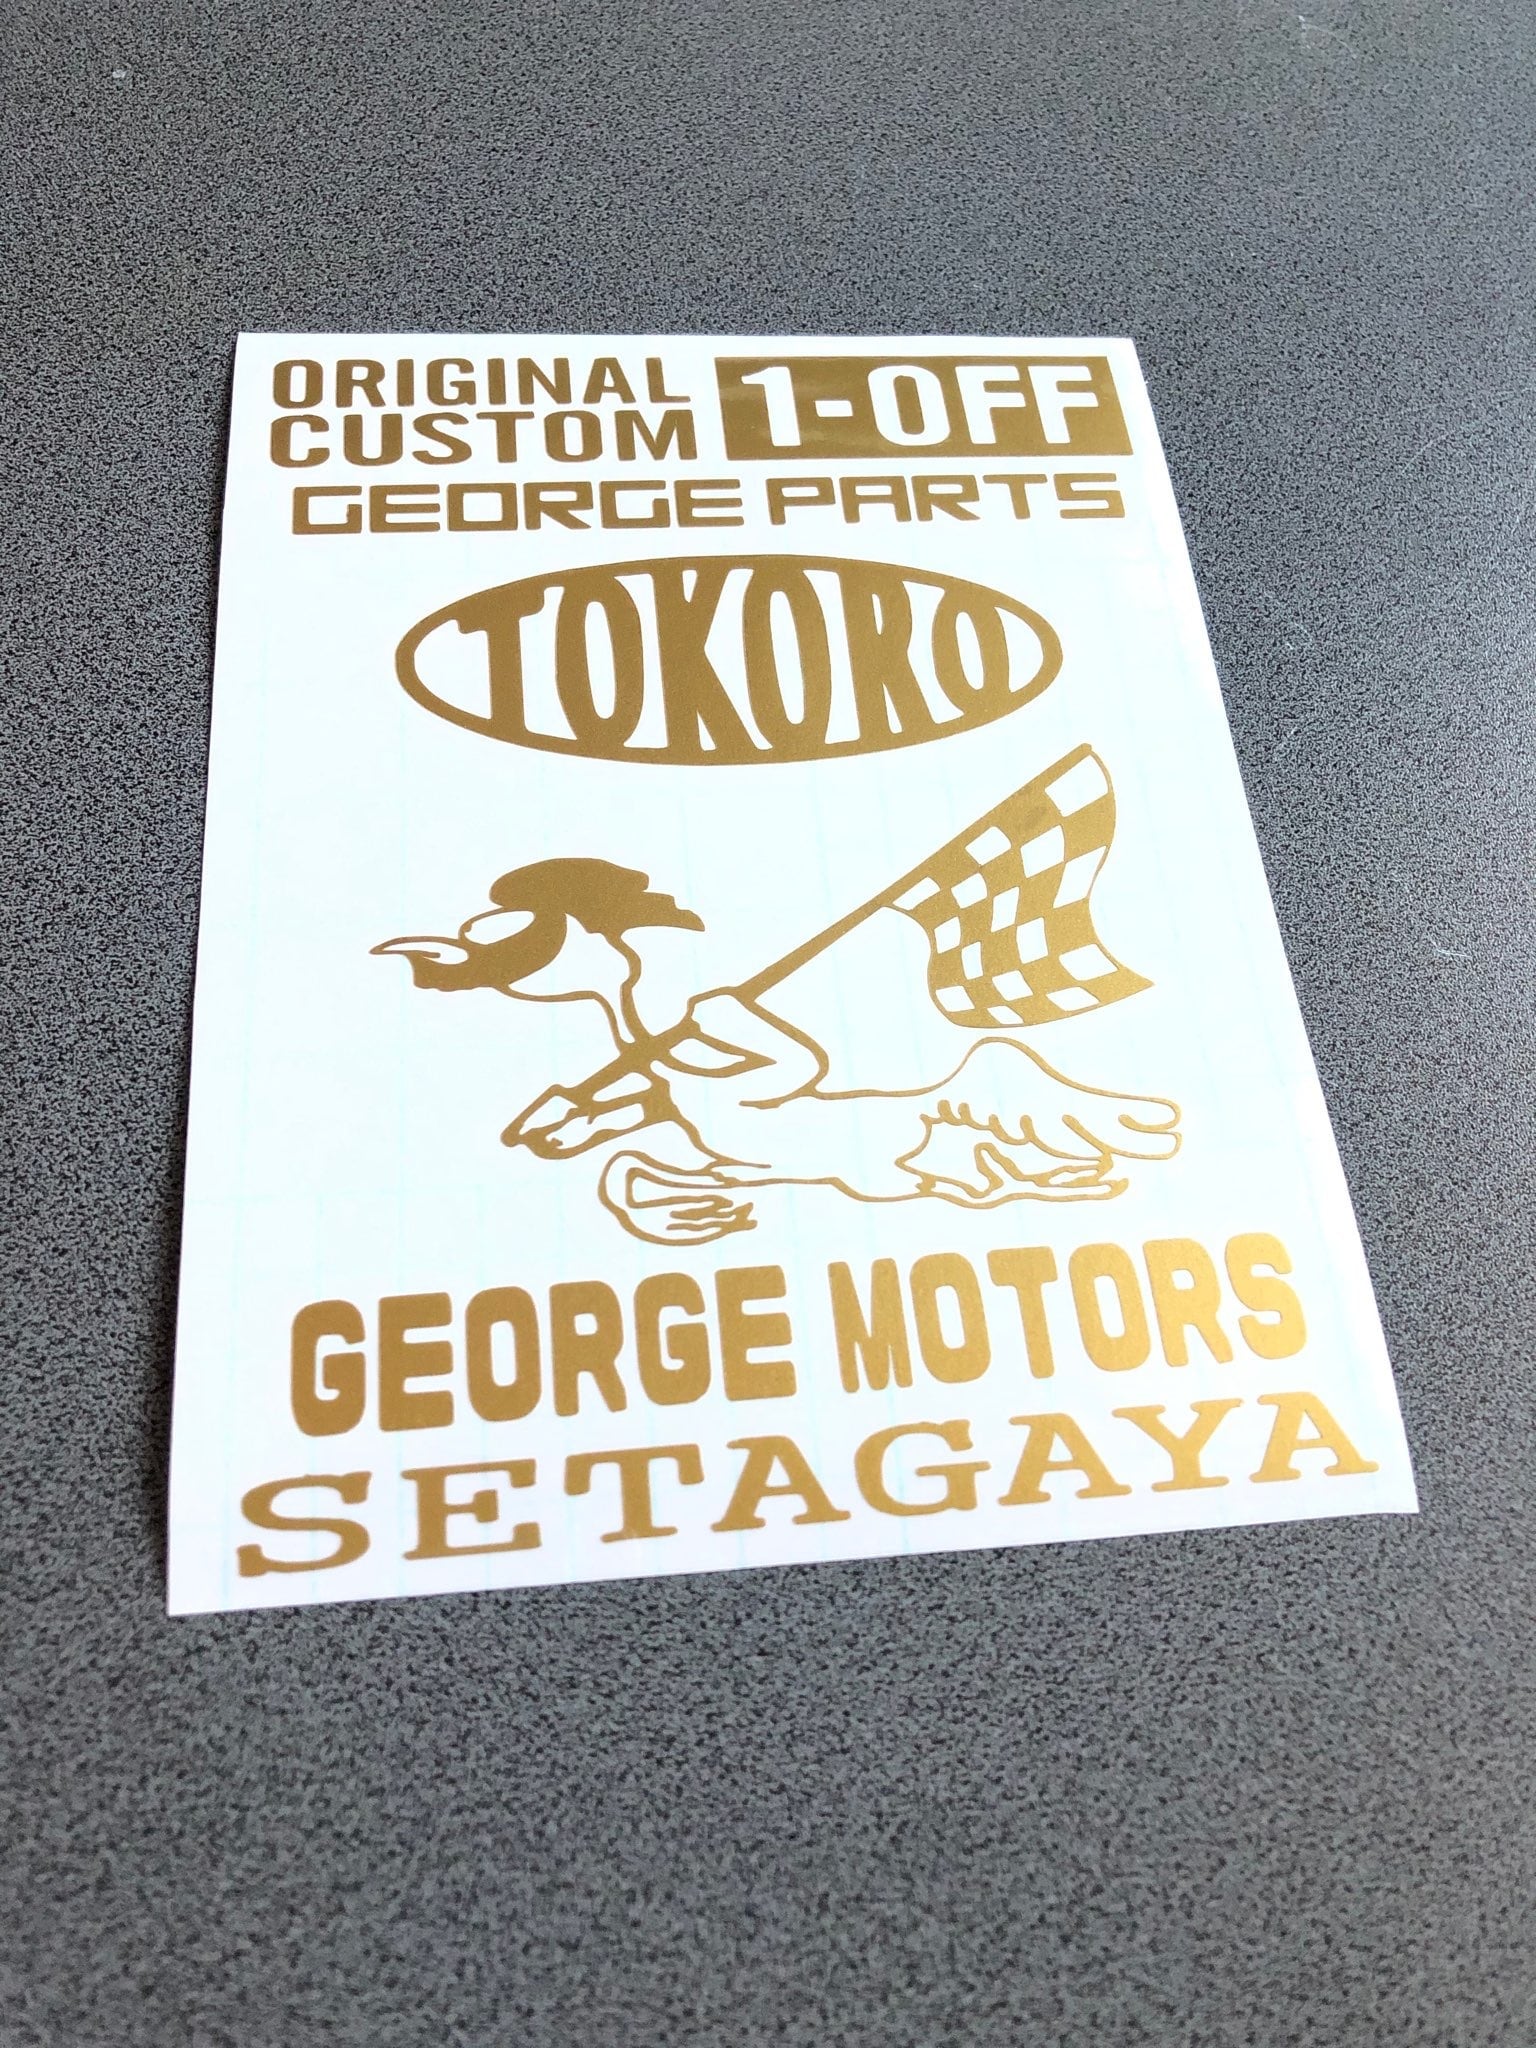 ORIGINAL
CUSTOM
1-OFF
GEORGE PARTS
TOKORO
GEORGE MOTORS
SETAGAYA